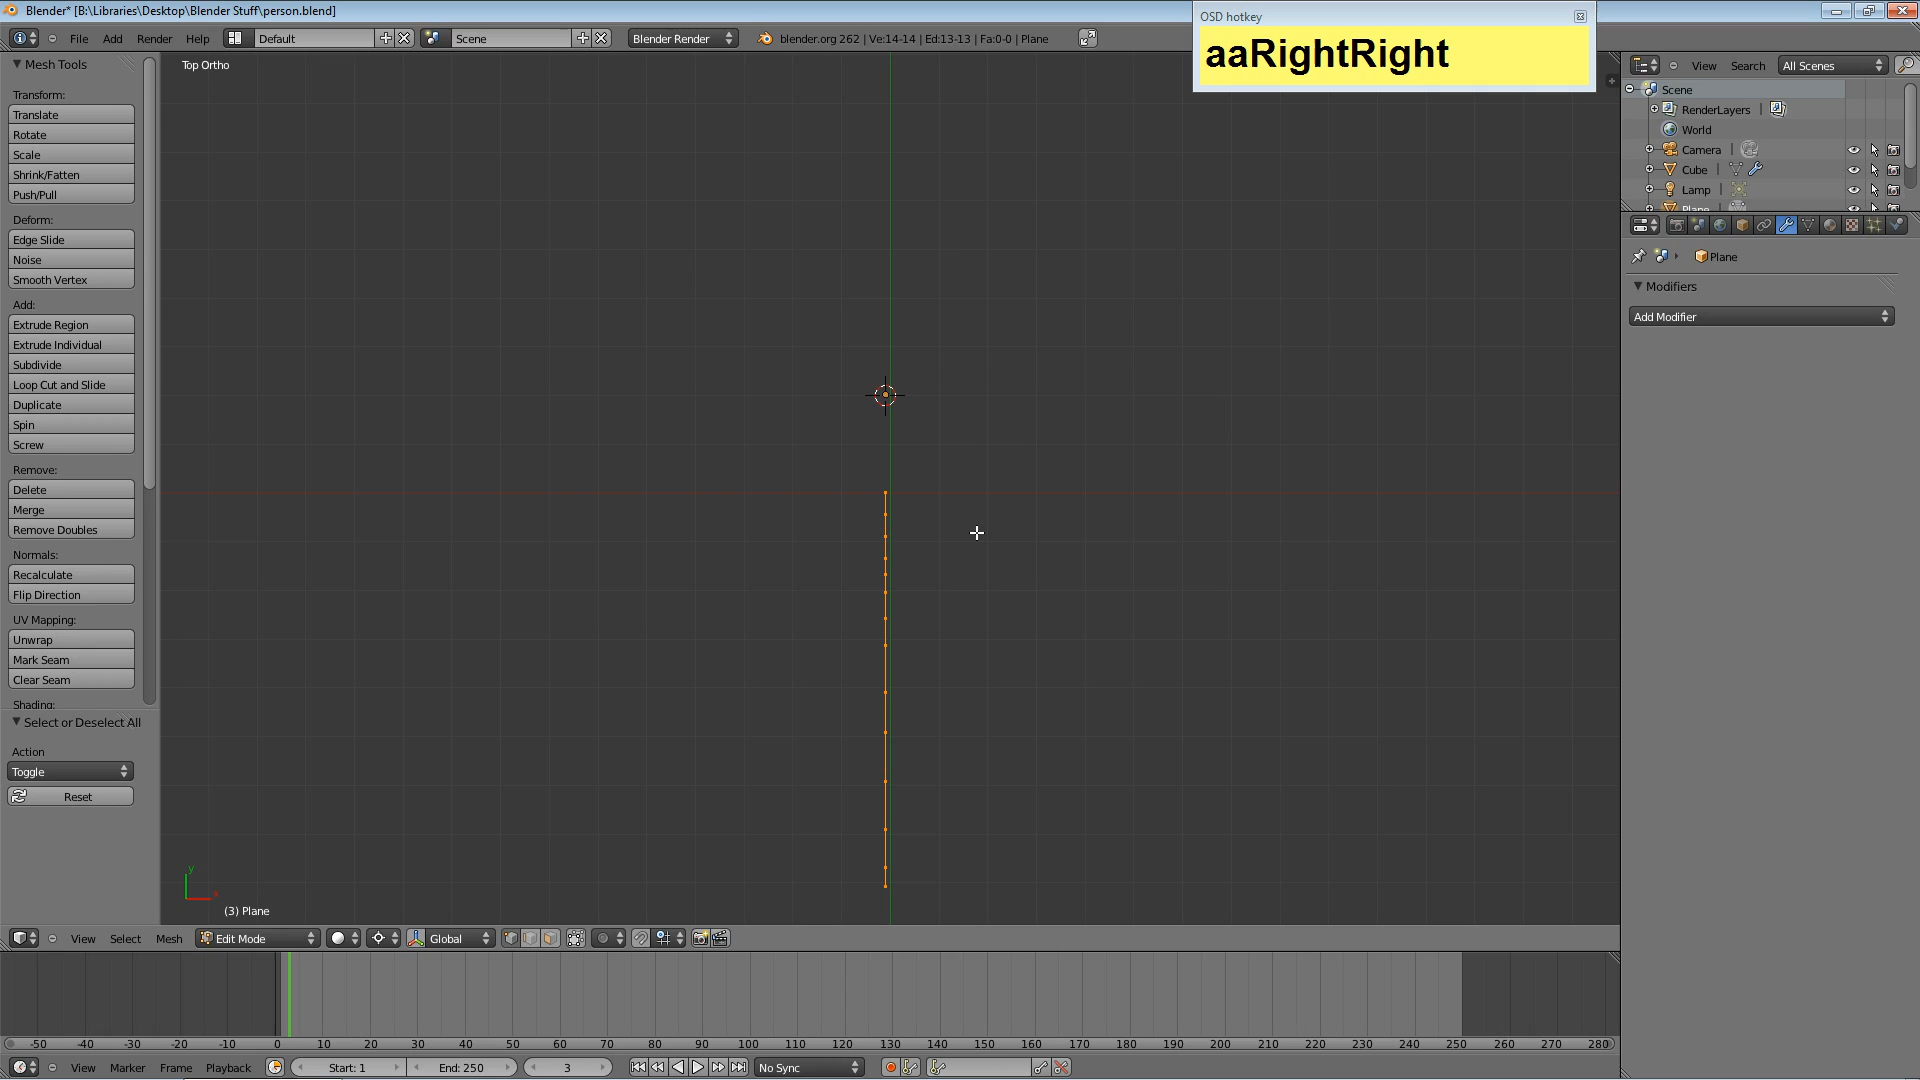 Blender* [B:\Libraries\Desktop\Blender Stuff\person.blend]
OSD hotkey
aaRightRight
File Add Render Help Default Scene Blender Render blender.org 262 | Ve:14-14 | Ed:13-13 | Fa:0-0 | Plane
Mesh Tools
Transform:
Translate
Rotate
Scale
Shrink/Fatten
Push/Pull
Deform:
Edge Slide
Noise
Smooth Vertex
Add:
Extrude Region
Extrude Individual
Subdivide
Loop Cut and Slide
Duplicate
Spin
Screw
Remove:
Delete
Merge
Remove Doubles
Normals:
Recalculate
Flip Direction
UV Mapping:
Unwrap
Mark Seam
Clear Seam
Shading:
Select or Deselect All
Action
Toggle
Reset
Top Ortho
y
x
(3) Plane
View Search All Scenes
Scene
RenderLayers
World
Camera
Cube
Lamp
Plane
Plane
Modifiers
Add Modifier
View Select Mesh Edit Mode Global
-50 -40 -30 -20 -10 0 10 20 30 40 50 60 70 80 90 100 110 120 130 140 150 160 170 180 190 200 210 220 230 240 250 260 270 280
View Marker Frame Playback Start: 1 End: 250 3 No Sync